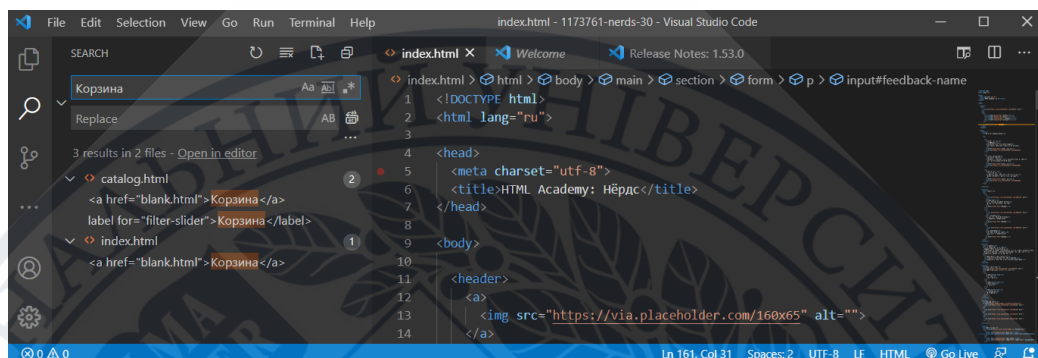 File Edit Selection View Go Run Terminal Help
index.html - 1173761-nerds-30 - Visual Studio Code
SEARCH
Корзина
Aa Abl .*
Replace
AB
3 results in 2 files - Open in editor
catalog.html 2
<a href="blank.html">Корзина</a>
label for="filter-slider">Корзина</label>
index.html 1
<a href="blank.html">Корзина</a>
index.html Welcome Release Notes: 1.53.0
index.html > html > body > main > section > form > p > input#feedback-name
1 <!DOCTYPE html>
2 <html lang="ru">
3
4 <head>
5 <meta charset="utf-8">
6 <title>HTML Academy: Нёрдс</title>
7 </head>
8
9 <body>
10
11 <header>
12 <a>
13 <img src="https://via.placeholder.com/160x65" alt="">
14 </a>
0 0 Ln 161, Col 31 Spaces: 2 UTF-8 LF HTML Go Live